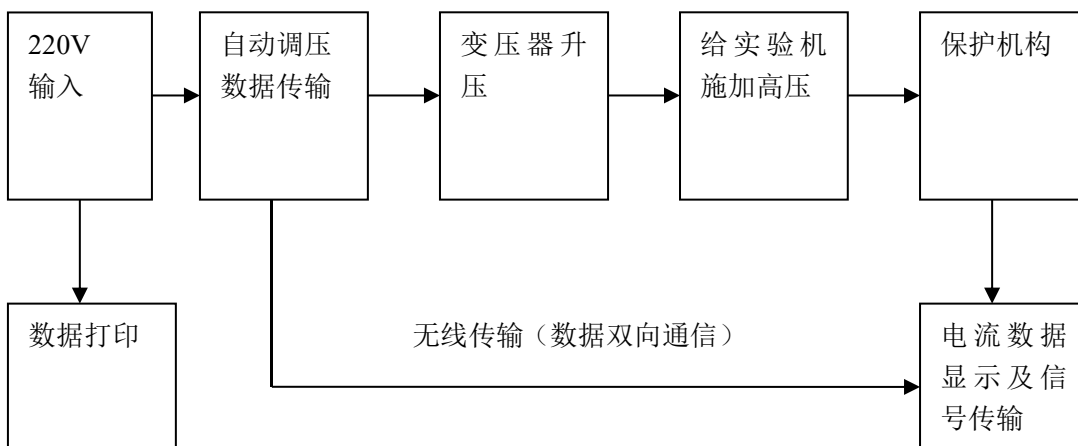 220V
输入
自动调压
数据传输
变压器升
压
给实验机
施加高压
保护机构
数据打印
无线传输（数据双向通信）
电流数据
显示及信
号传输